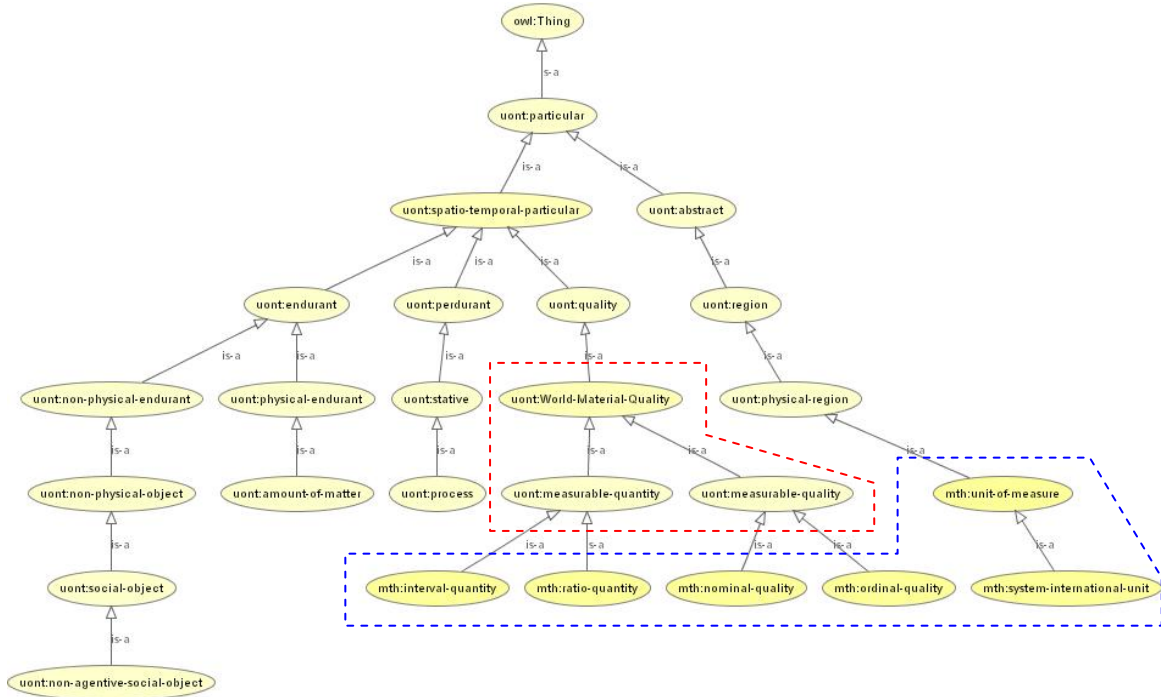 owl:Thing
is-a
uont:particular
is-a
is-a
uont:spatio-temporal-particular
uont:abstract
is-a
is-a
is-a
is-a
uont:endurant
uont:perdurant
uont:quality
uont:region
is-a
is-a
is-a
is-a
is-a
uont:non-physical-endurant
uont:physical-endurant
uont:stative
uont:World-Material-Quality
uont:physical-region
is-a
is-a
is-a
is-a
is-a
is-a
uont:non-physical-object
uont:amount-of-matter
uont:process
uont:measurable-quantity
uont:measurable-quality
mth:unit-of-measure
is-a
is-a
is-a
is-a
is-a
is-a
uont:social-object
mth:interval-quantity
mth:ratio-quantity
mth:nominal-quality
mth:ordinal-quality
mth:system-international-unit
is-a
uont:non-agentive-social-object